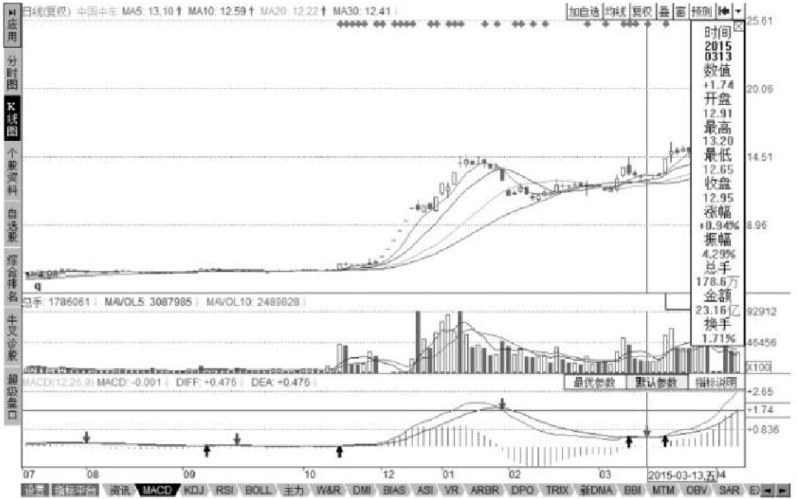 日线(复权) 中国中车 MA5: 13.10↑ MA10: 12.59↑ MA20: 12.22↑ MA30: 12.41↓
加自选 均线 复权 叠 富 预测
应用
分时图
K线图
个股资料
自选股
综合排名
牛叉诊股
超级盘口
25.61
20.06
14.51
8.96
时间
2015
0313
数值
+1.74
开盘
12.91
最高
13.20
最低
12.65
收盘
12.95
涨幅
+0.94%
振幅
4.29%
总手
178.6万
金额
23.16亿
换手
1.71%
q
总手: 1786061↓ MAVOL5: 3087985↓ MAVOL10: 2489828↓
92912
46456
X100
MACD(12,26,9) MACD: -0.001↓ DIFF: +0.476↓ DEA: +0.476↓
最优参数 默认参数 指标说明
+2.65
+1.74
+0.836
07 08 09 10 11 12 01 02 03 2015-03-13,五 04
设置 指标平台 资讯 MACD KDJ RSI BOLL 主力 W&R DMI BIAS ASI VR ARBR DPO TRIX 新DMA BBI MTM OBV SAR